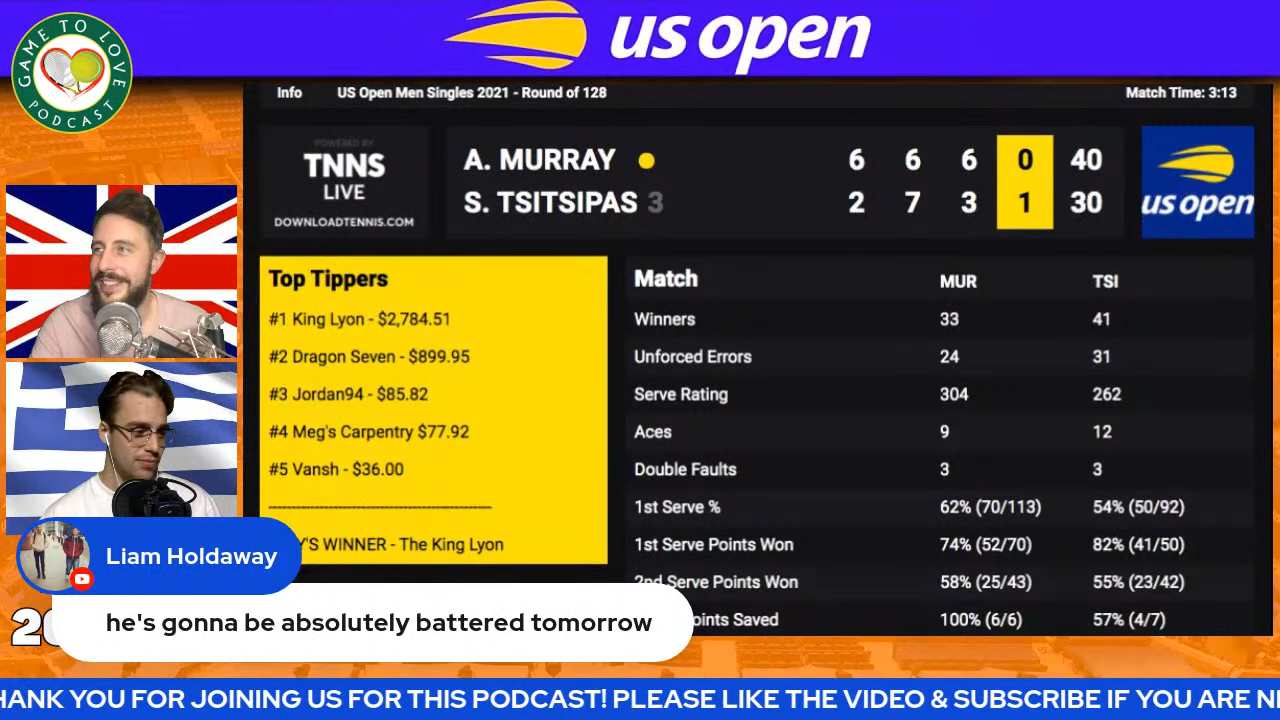 GAME TO LOVE
PODCAST
us open
Info US Open Men Singles 2021 - Round of 128 Match Time: 3:13
POWERED BY
TNNS
LIVE
DOWNLOADTENNIS.COM
A. MURRAY 6 6 6 0 40
S. TSITSIPAS 3 2 7 3 1 30
us open
Top Tippers
#1 King Lyon - $2,784.51
#2 Dragon Seven - $899.95
#3 Jordan94 - $85.82
#4 Meg's Carpentry $77.92
#5 Vansh - $36.00
Y'S WINNER - The King Lyon
Match MUR TSI
Winners 33 41
Unforced Errors 24 31
Serve Rating 304 262
Aces 9 12
Double Faults 3 3
1st Serve % 62% (70/113) 54% (50/92)
1st Serve Points Won 74% (52/70) 82% (41/50)
2nd Serve Points Won 58% (25/43) 55% (23/42)
oints Saved 100% (6/6) 57% (4/7)
Liam Holdaway
he's gonna be absolutely battered tomorrow
HANK YOU FOR JOINING US FOR THIS PODCAST! PLEASE LIKE THE VIDEO & SUBSCRIBE IF YOU ARE NE